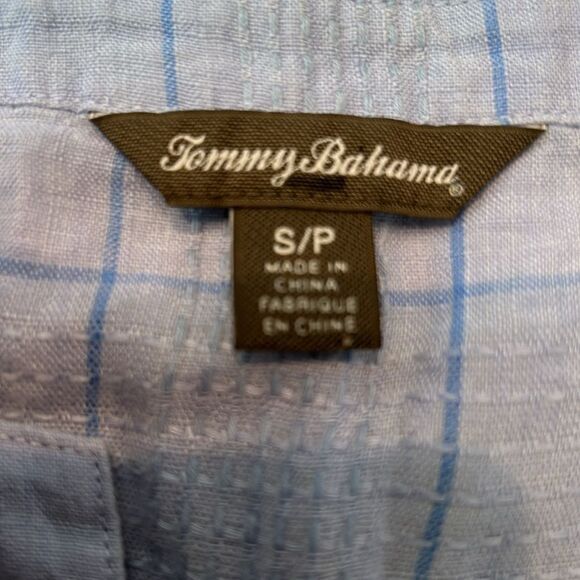 Tommy Bahama®
S/P
MADE IN
CHINA
FABRIQUE
EN CHINE